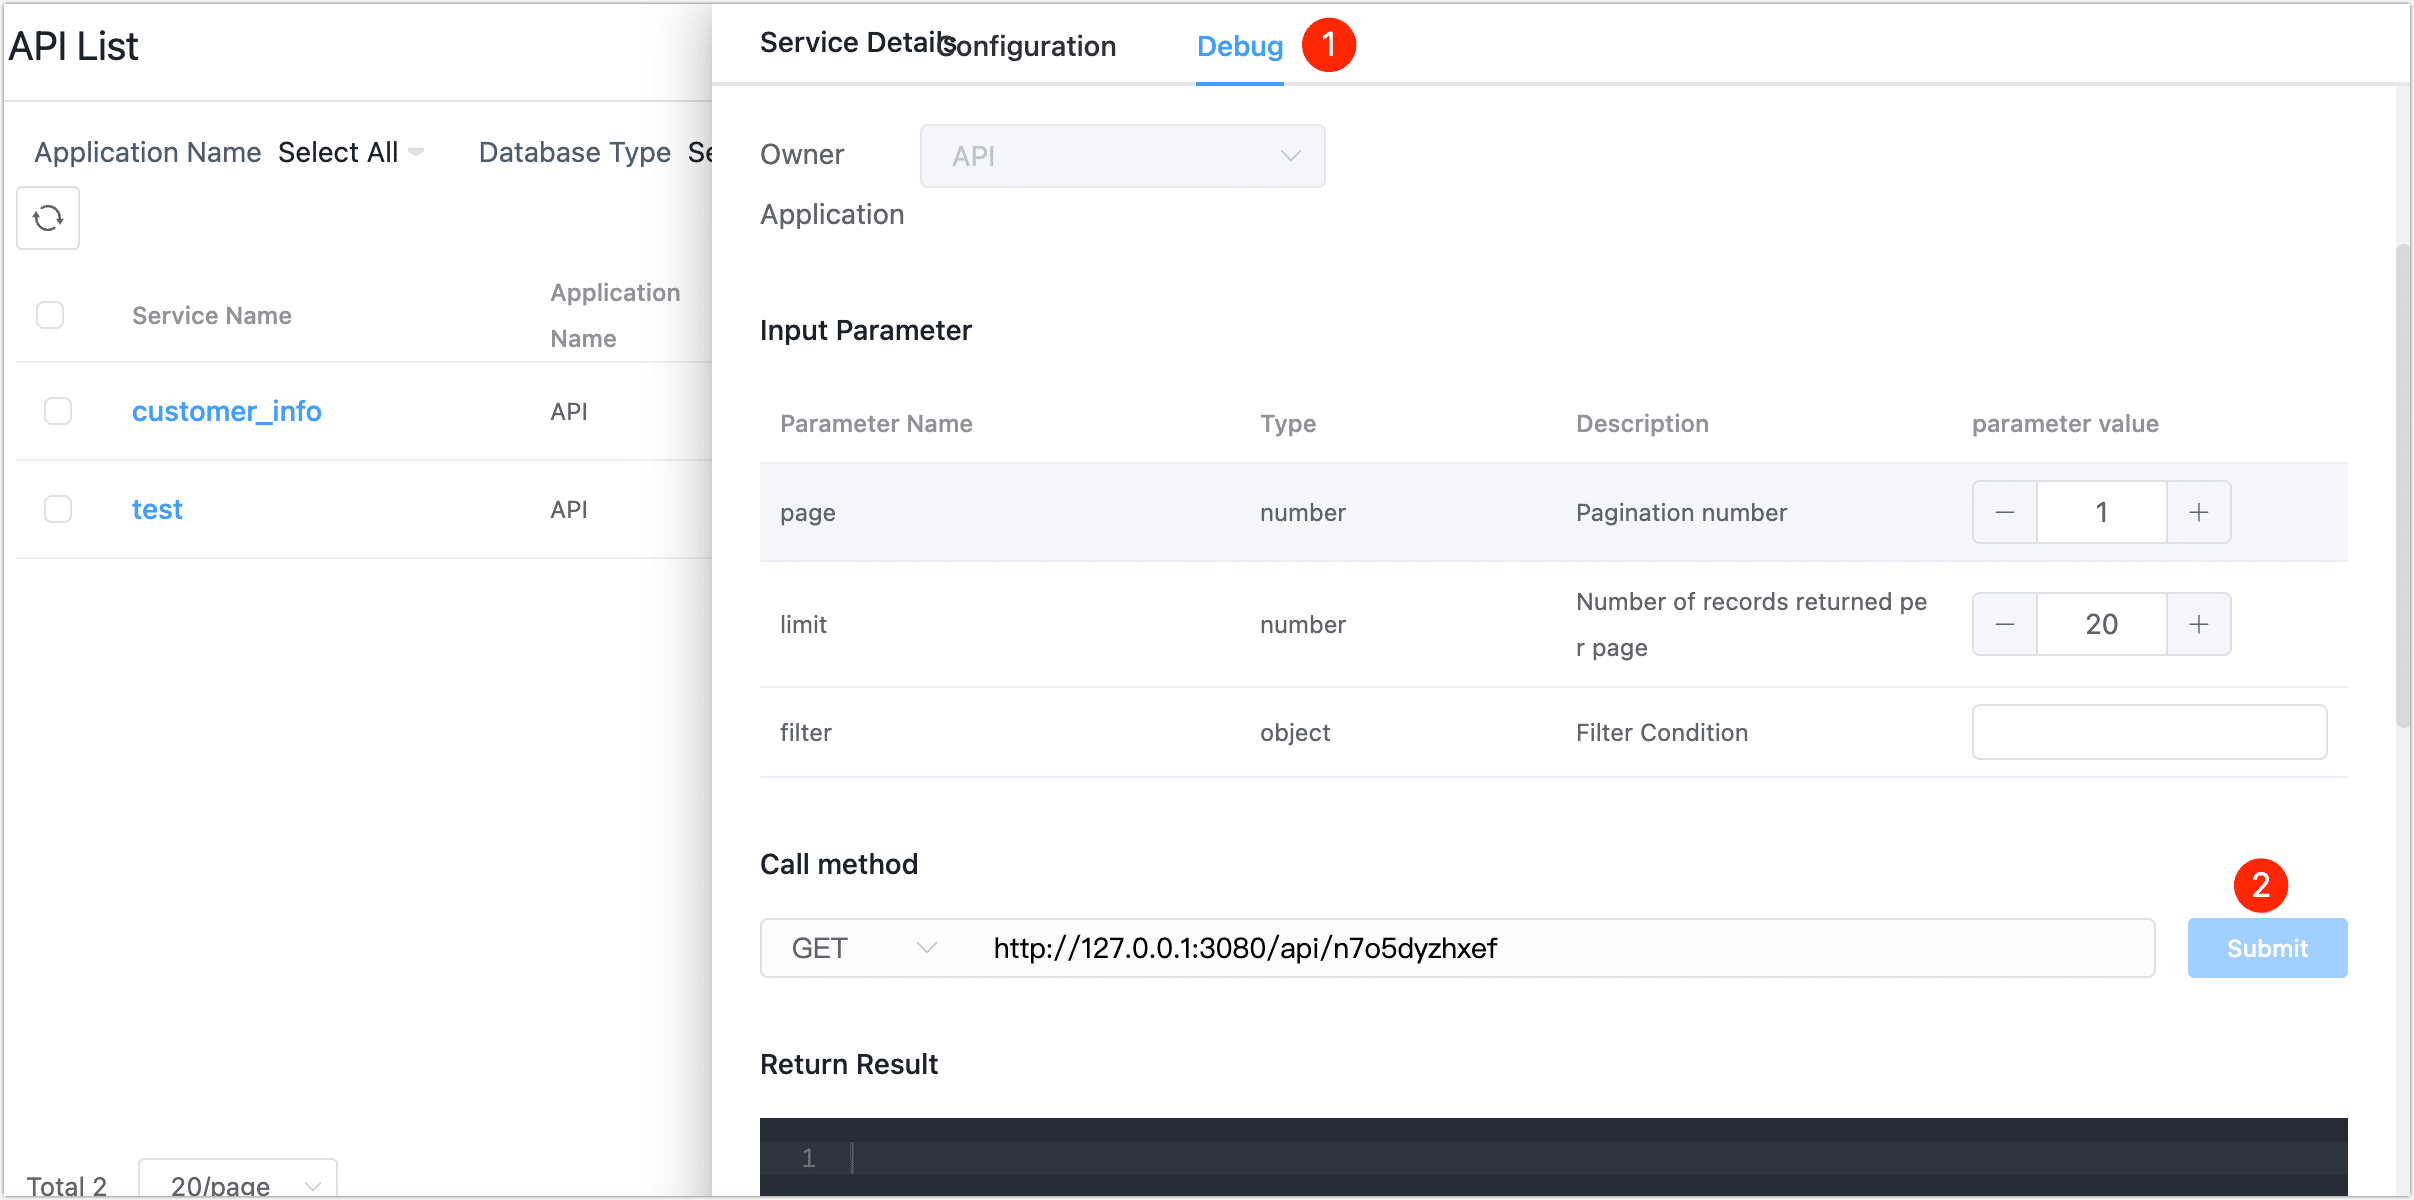 API List
Application Name Select All Database Type Se
Service Name Application Name
customer_info API
test API
Total 2 20/page
Service Details Configuration Debug 1
Owner Application API
Input Parameter
Parameter Name Type Description parameter value
page number Pagination number 1
limit number Number of records returned pe
r page 20
filter object Filter Condition
Call method
2
GET http://127.0.0.1:3080/api/n7o5dyzhxef Submit
Return Result
1